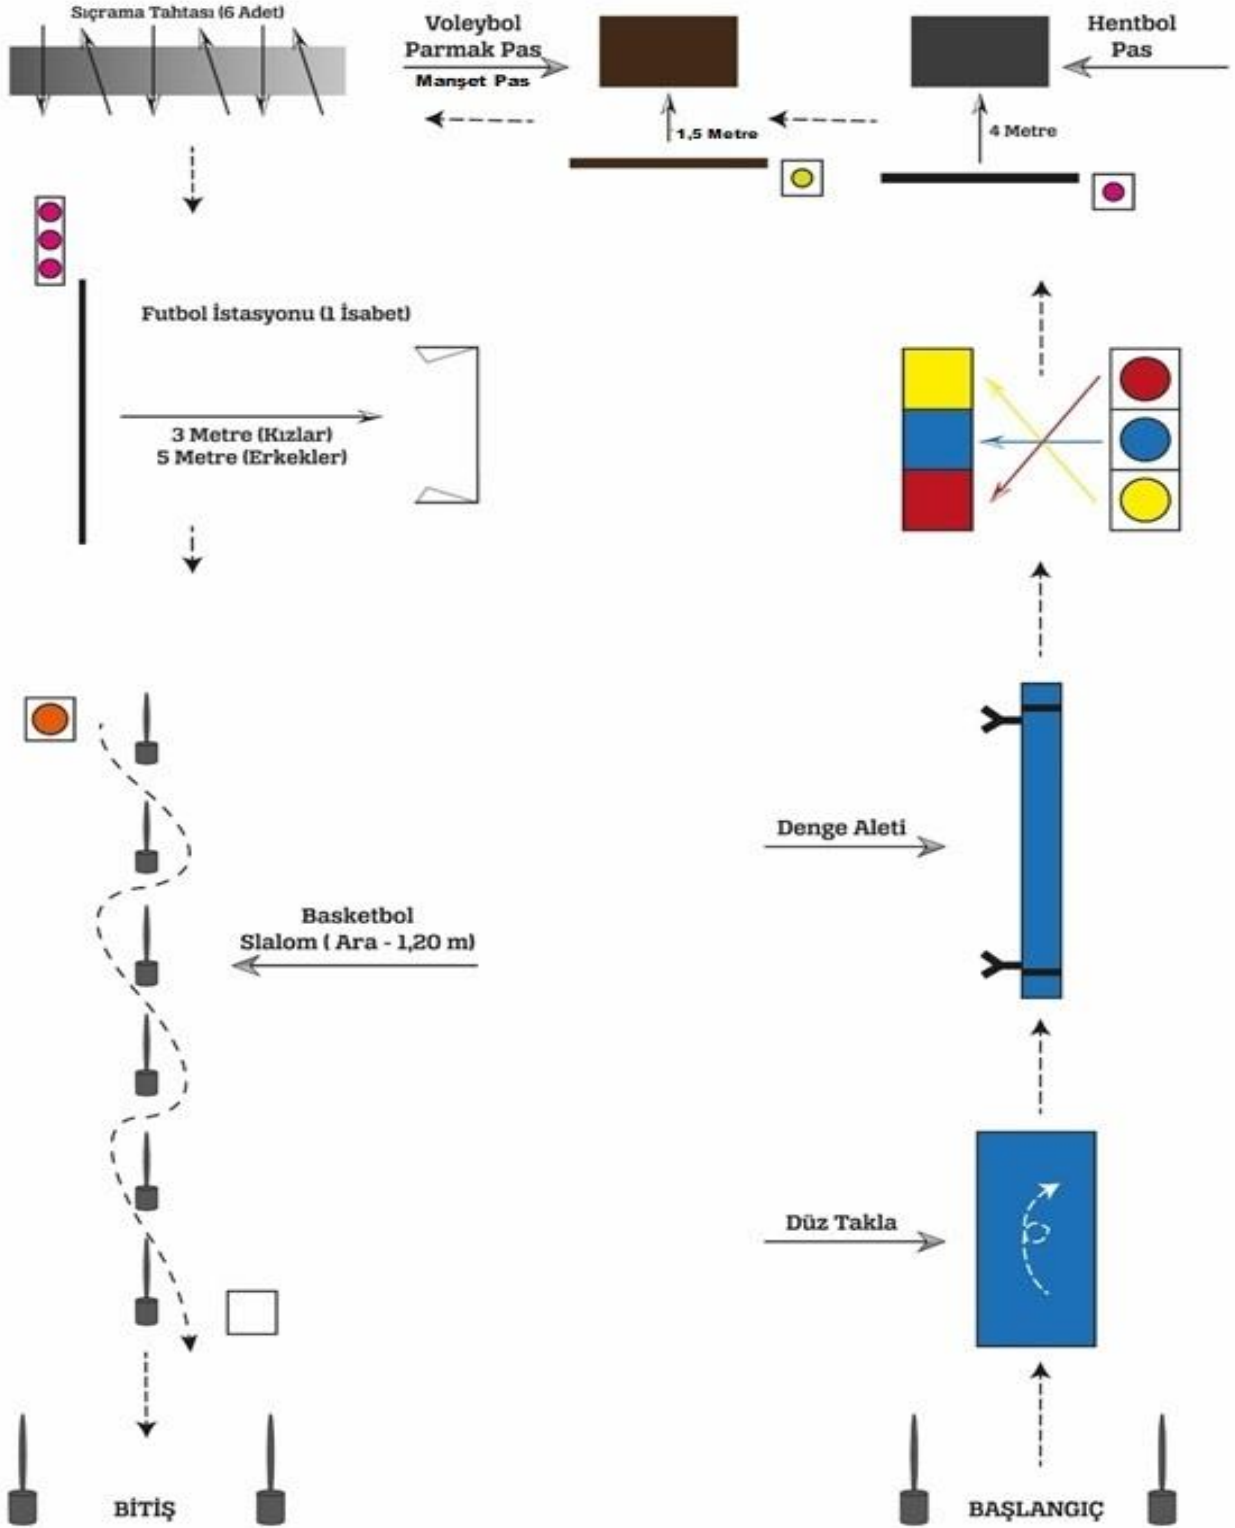 Sıçrama Tahtası (6 Adet)
Voleybol
Parmak Pas
Manşet Pas
Hentbol
Pas
1,5 Metre
4 Metre
Futbol İstasyonu (1 İsabet)
3 Metre (Kızlar)
5 Metre (Erkekler)
Denge Aleti
Basketbol
Slalom ( Ara - 1,20 m)
Düz Takla
BİTİŞ
BAŞLANGIÇ